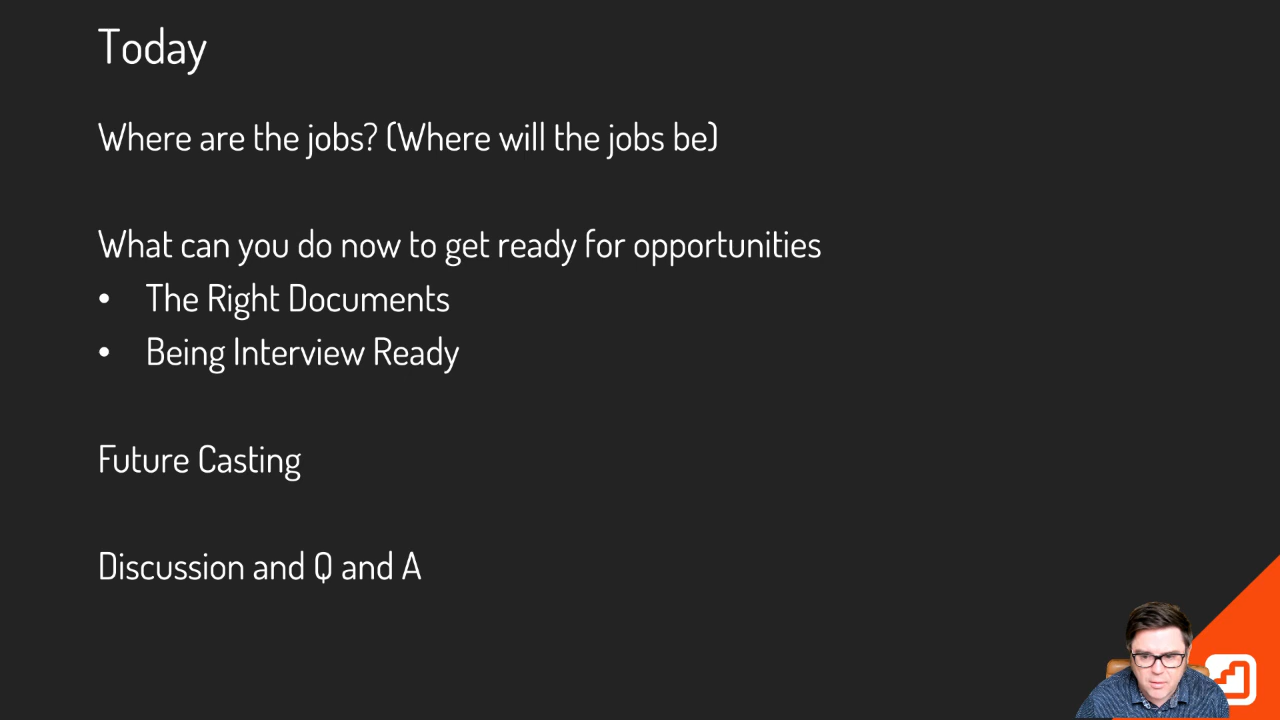 Today
Where are the jobs? (Where will the jobs be)
What can you do now to get ready for opportunities
• The Right Documents
• Being Interview Ready
Future Casting
Discussion and Q and A